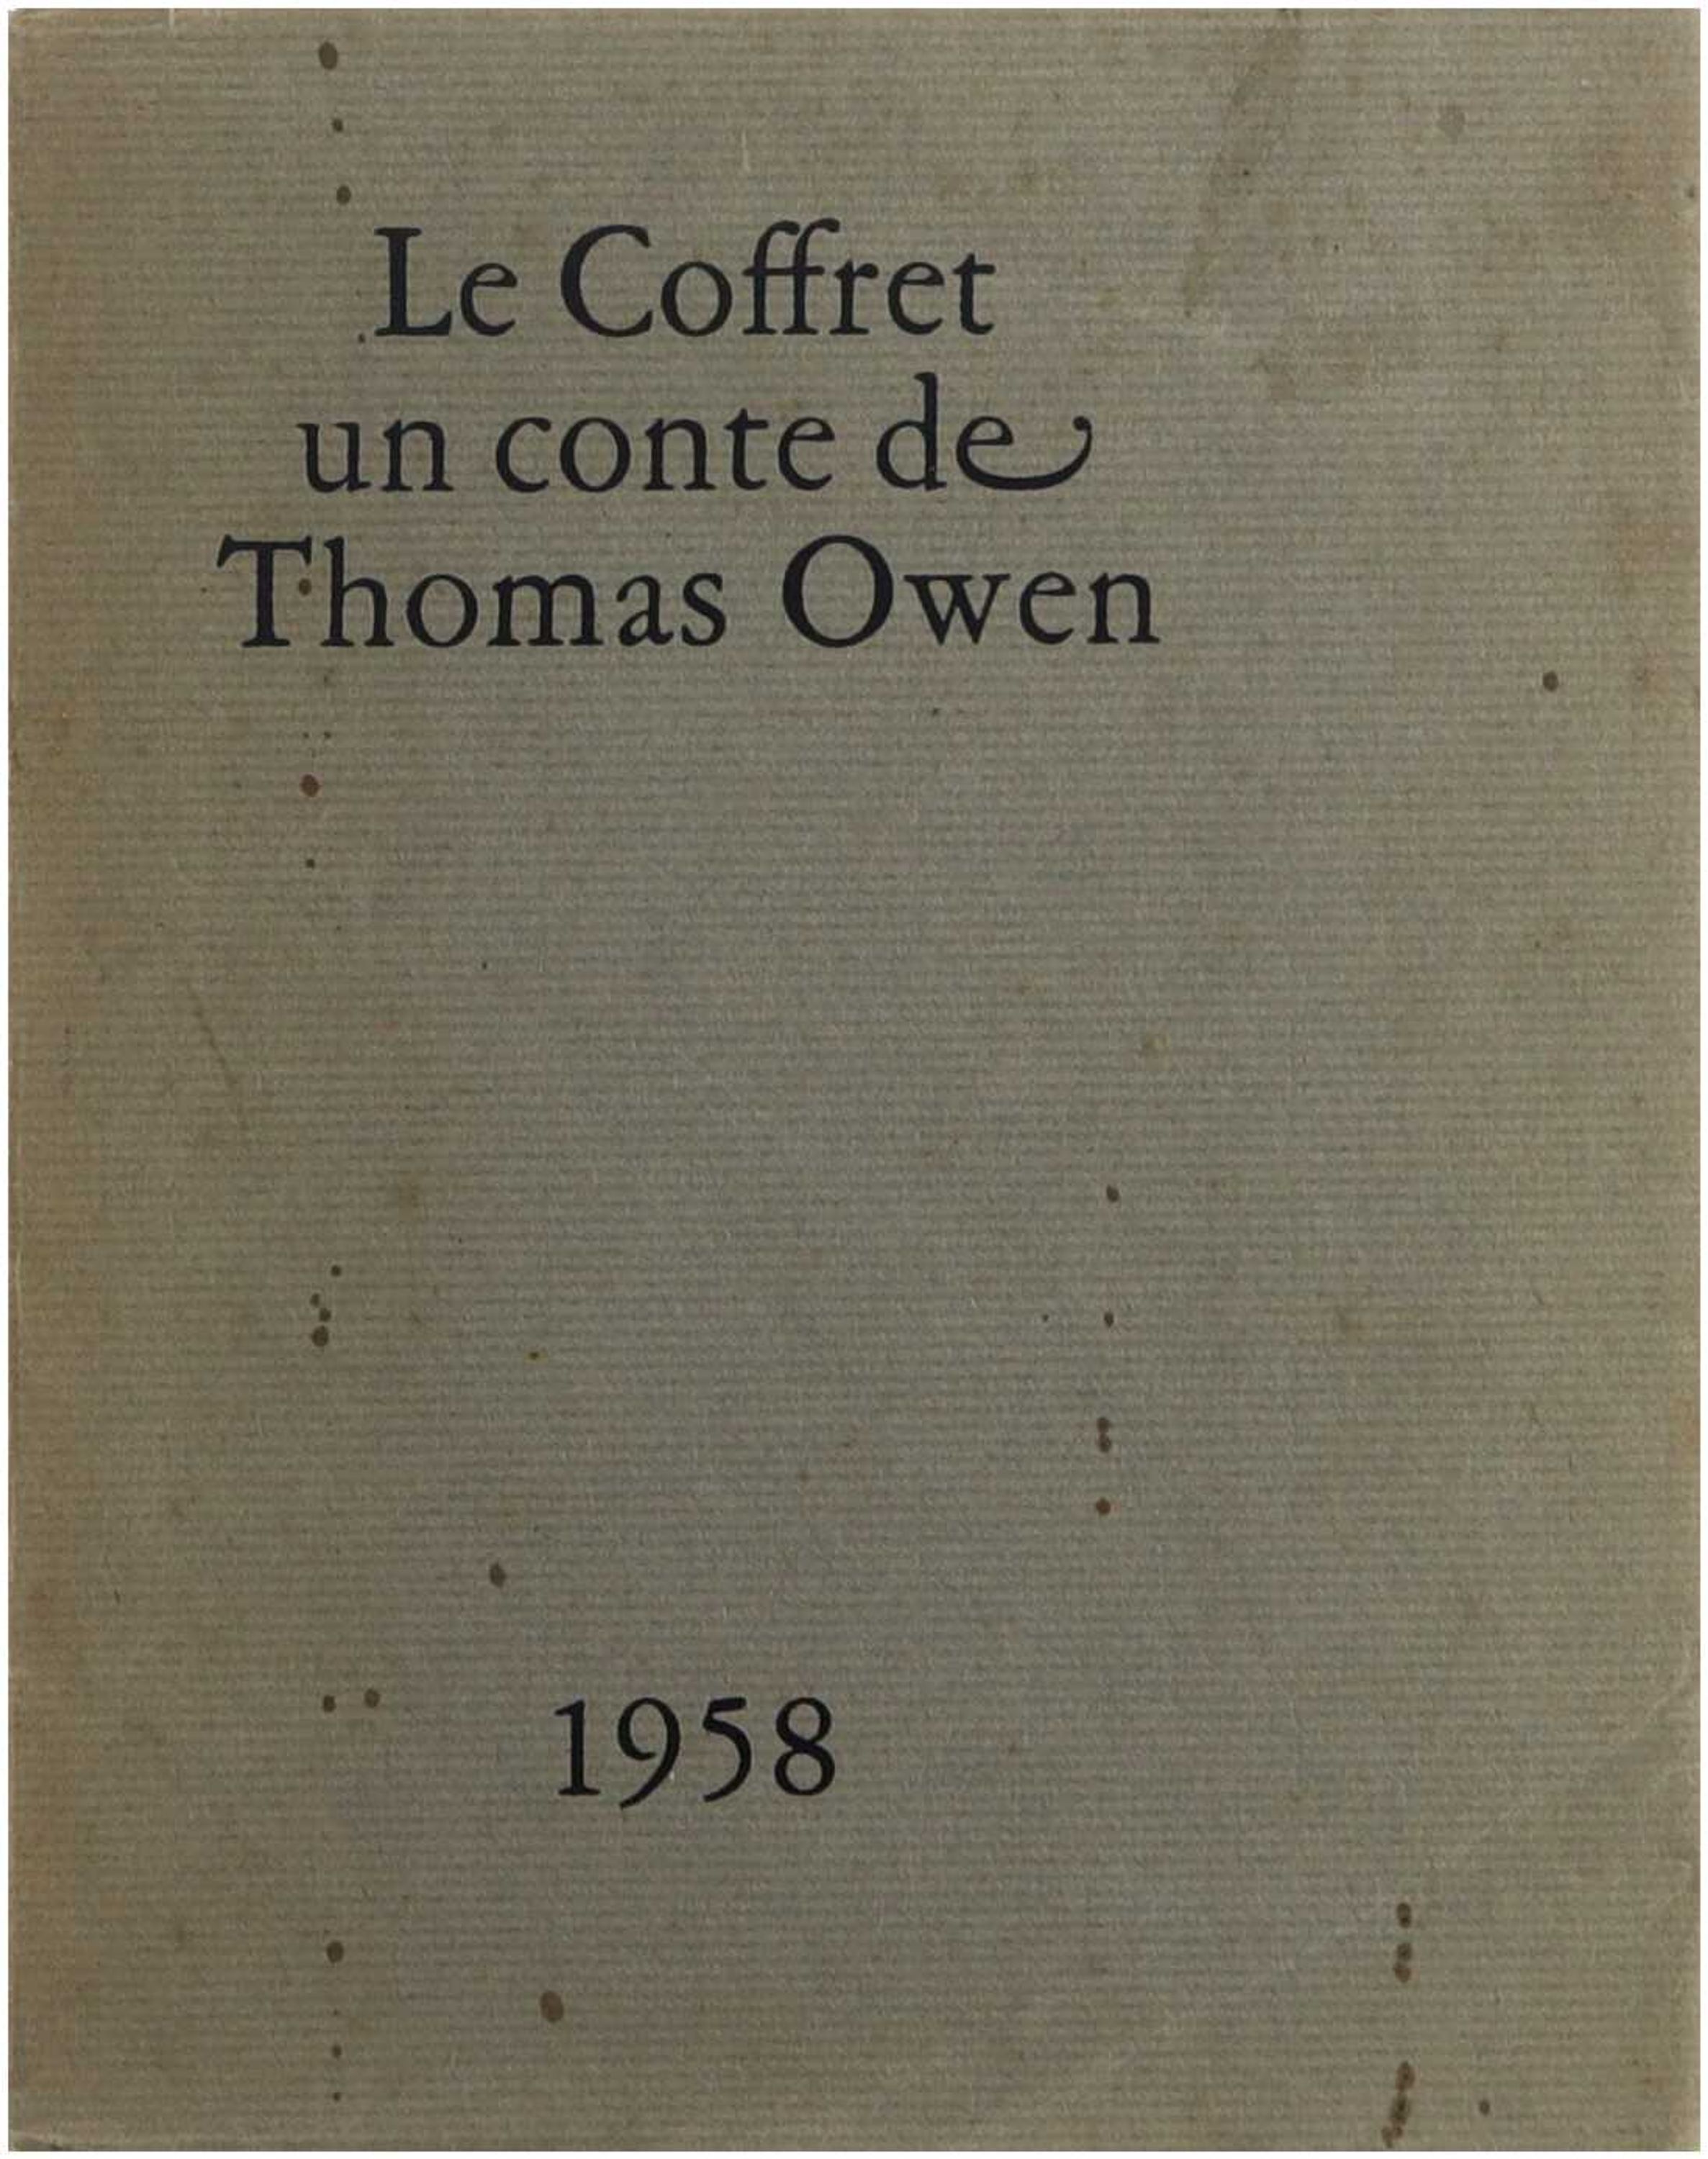 Le Coffret
un conte de
Thomas Owen
1958